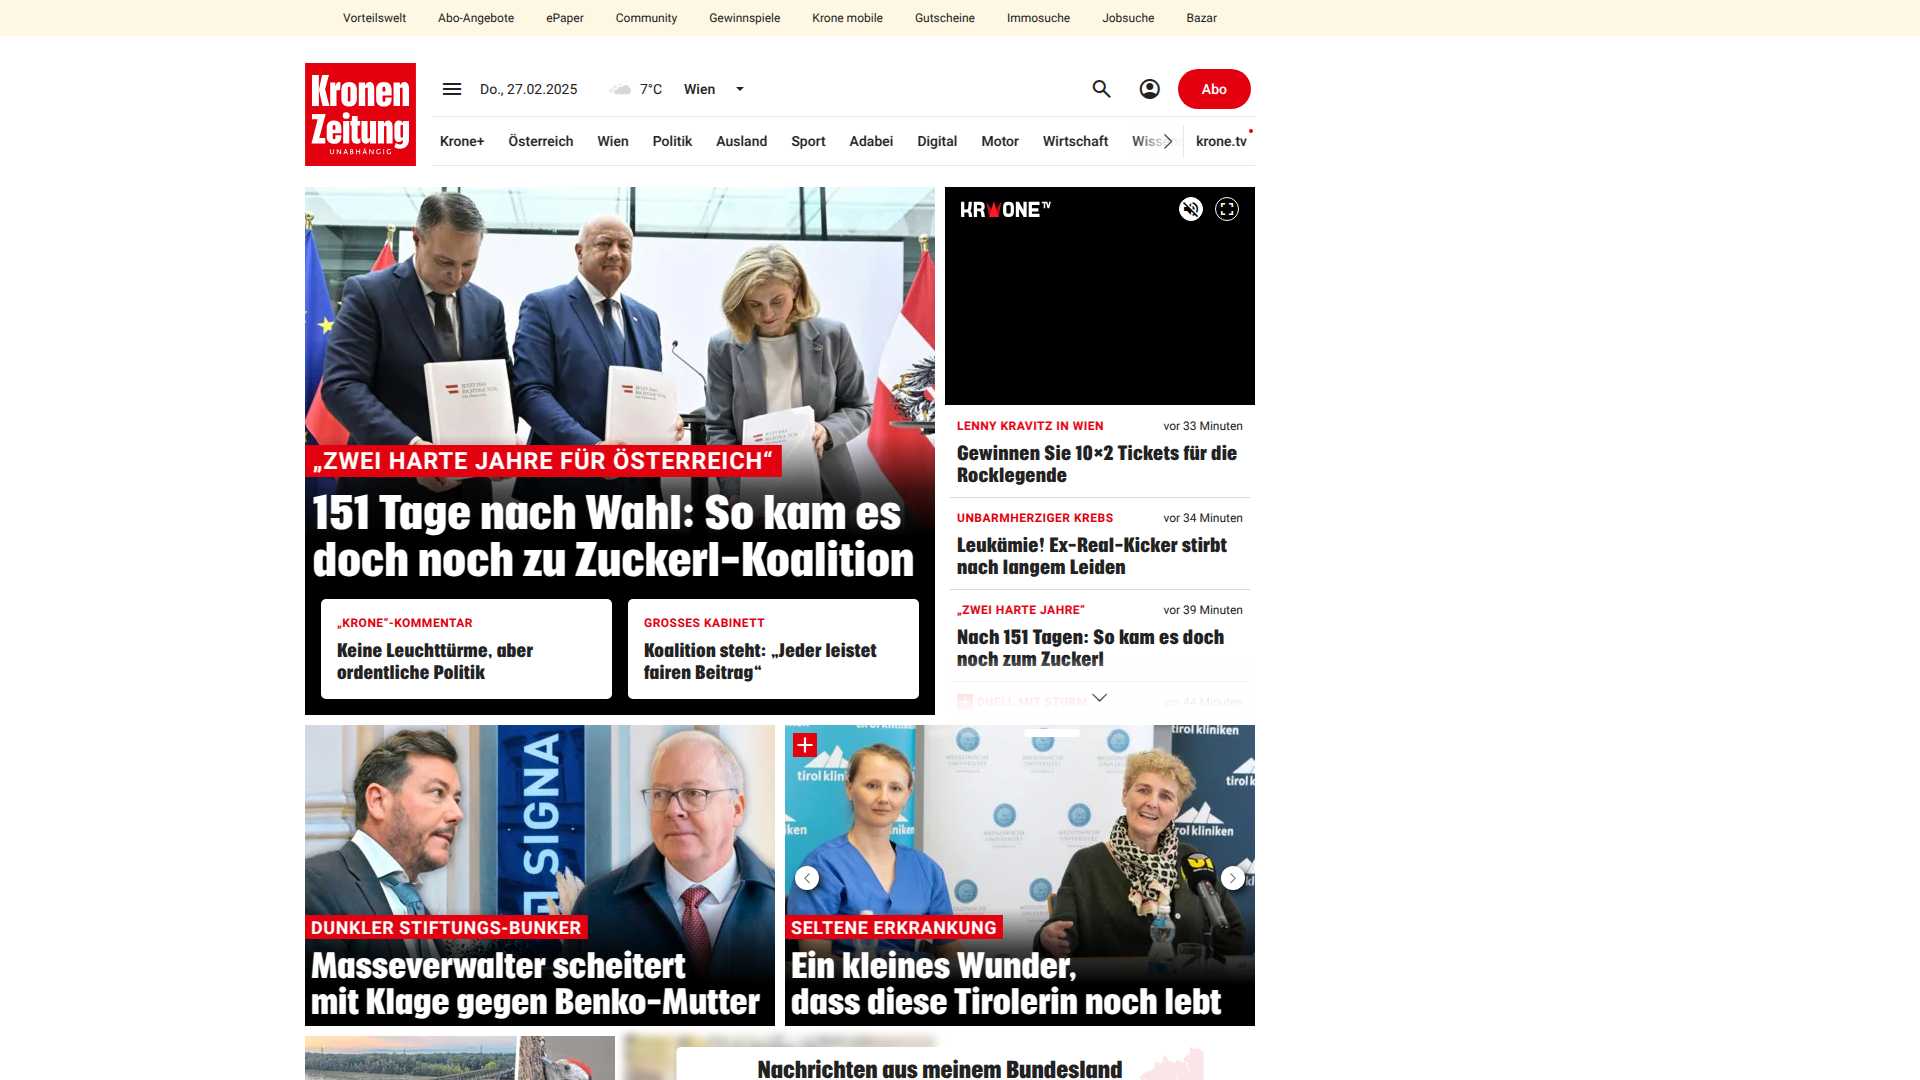 Vorteilswelt Abo-Angebote ePaper Community Gewinnspiele Krone mobile Gutscheine Immosuche Jobsuche Bazar
Kronen
Zeitung
UNABHÄNGIG
Do., 27.02.2025 7°C Wien
Abo
Krone+ Österreich Wien Politik Ausland Sport Adabei Digital Motor Wirtschaft krone.tv
„ZWEI HARTE JAHRE FÜR ÖSTERREICH“
151 Tage nach Wahl: So kam es
doch noch zu Zuckerl-Koalition
„KRONE“-KOMMENTAR
Keine Leuchttürme, aber
ordentliche Politik
GROSSES KABINETT
Koalition steht: „Jeder leistet
fairen Beitrag“
KRONE TV
LENNY KRAVITZ IN WIEN vor 33 Minuten
Gewinnen Sie 10×2 Tickets für die
Rocklegende
UNBARMHERZIGER KREBS vor 34 Minuten
Leukämie! Ex-Real-Kicker stirbt
nach langem Leiden
„ZWEI HARTE JAHRE“ vor 39 Minuten
Nach 151 Tagen: So kam es doch
noch zum Zuckerl
DUELL MIT STURM vor 44 Minuten
SIGNA
DUNKLER STIFTUNGS-BUNKER
Masseverwalter scheitert
mit Klage gegen Benko-Mutter
tirol kliniken
SELTENE ERKRANKUNG
Ein kleines Wunder,
dass diese Tirolerin noch lebt
Nachrichten aus meinem Bundesland